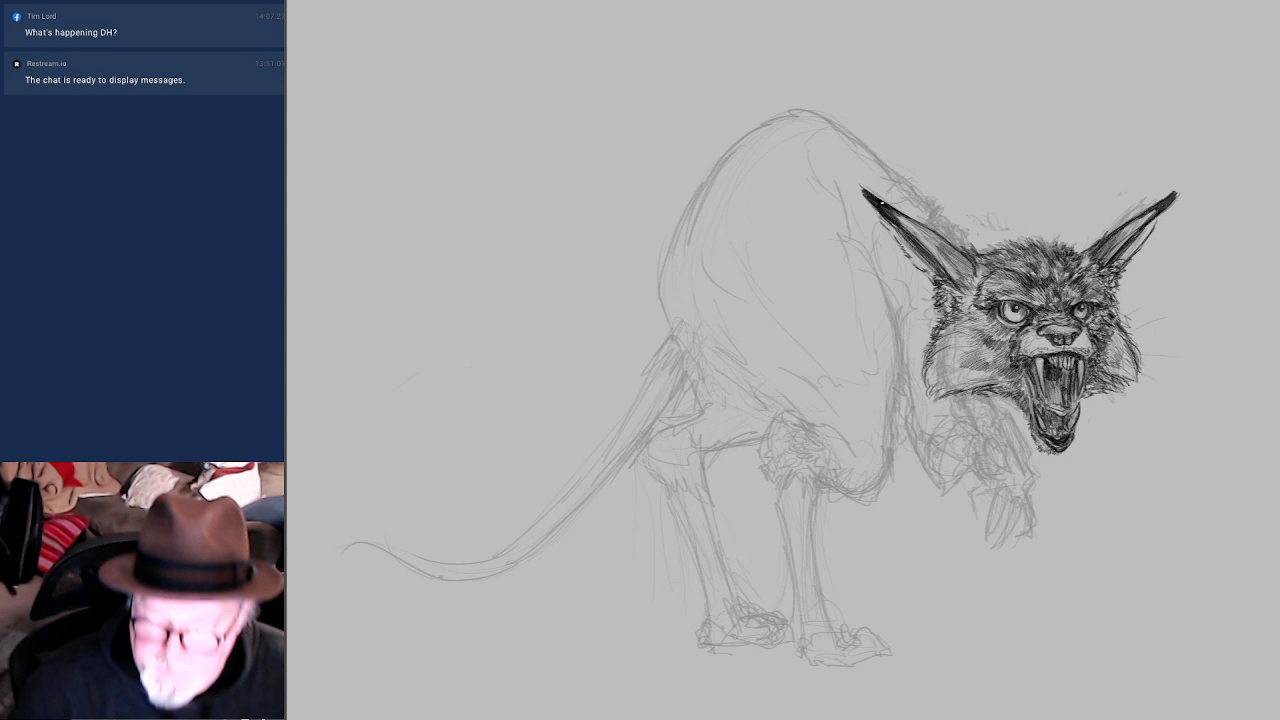 Tim Lord
What's happening DH?
Restream.io
The chat is ready to display messages.